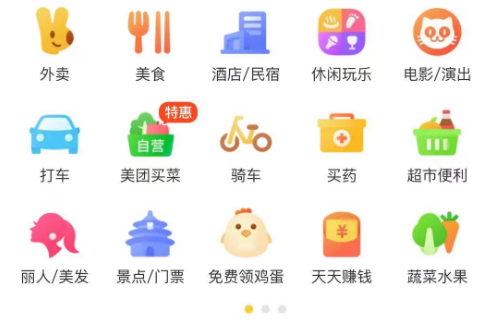 外卖
美食
酒店/民宿
休闲玩乐
电影/演出
特惠
自营
打车
美团买菜
骑车
买药
超市便利
丽人/美发
景点/门票
免费领鸡蛋
¥
天天赚钱
蔬菜水果